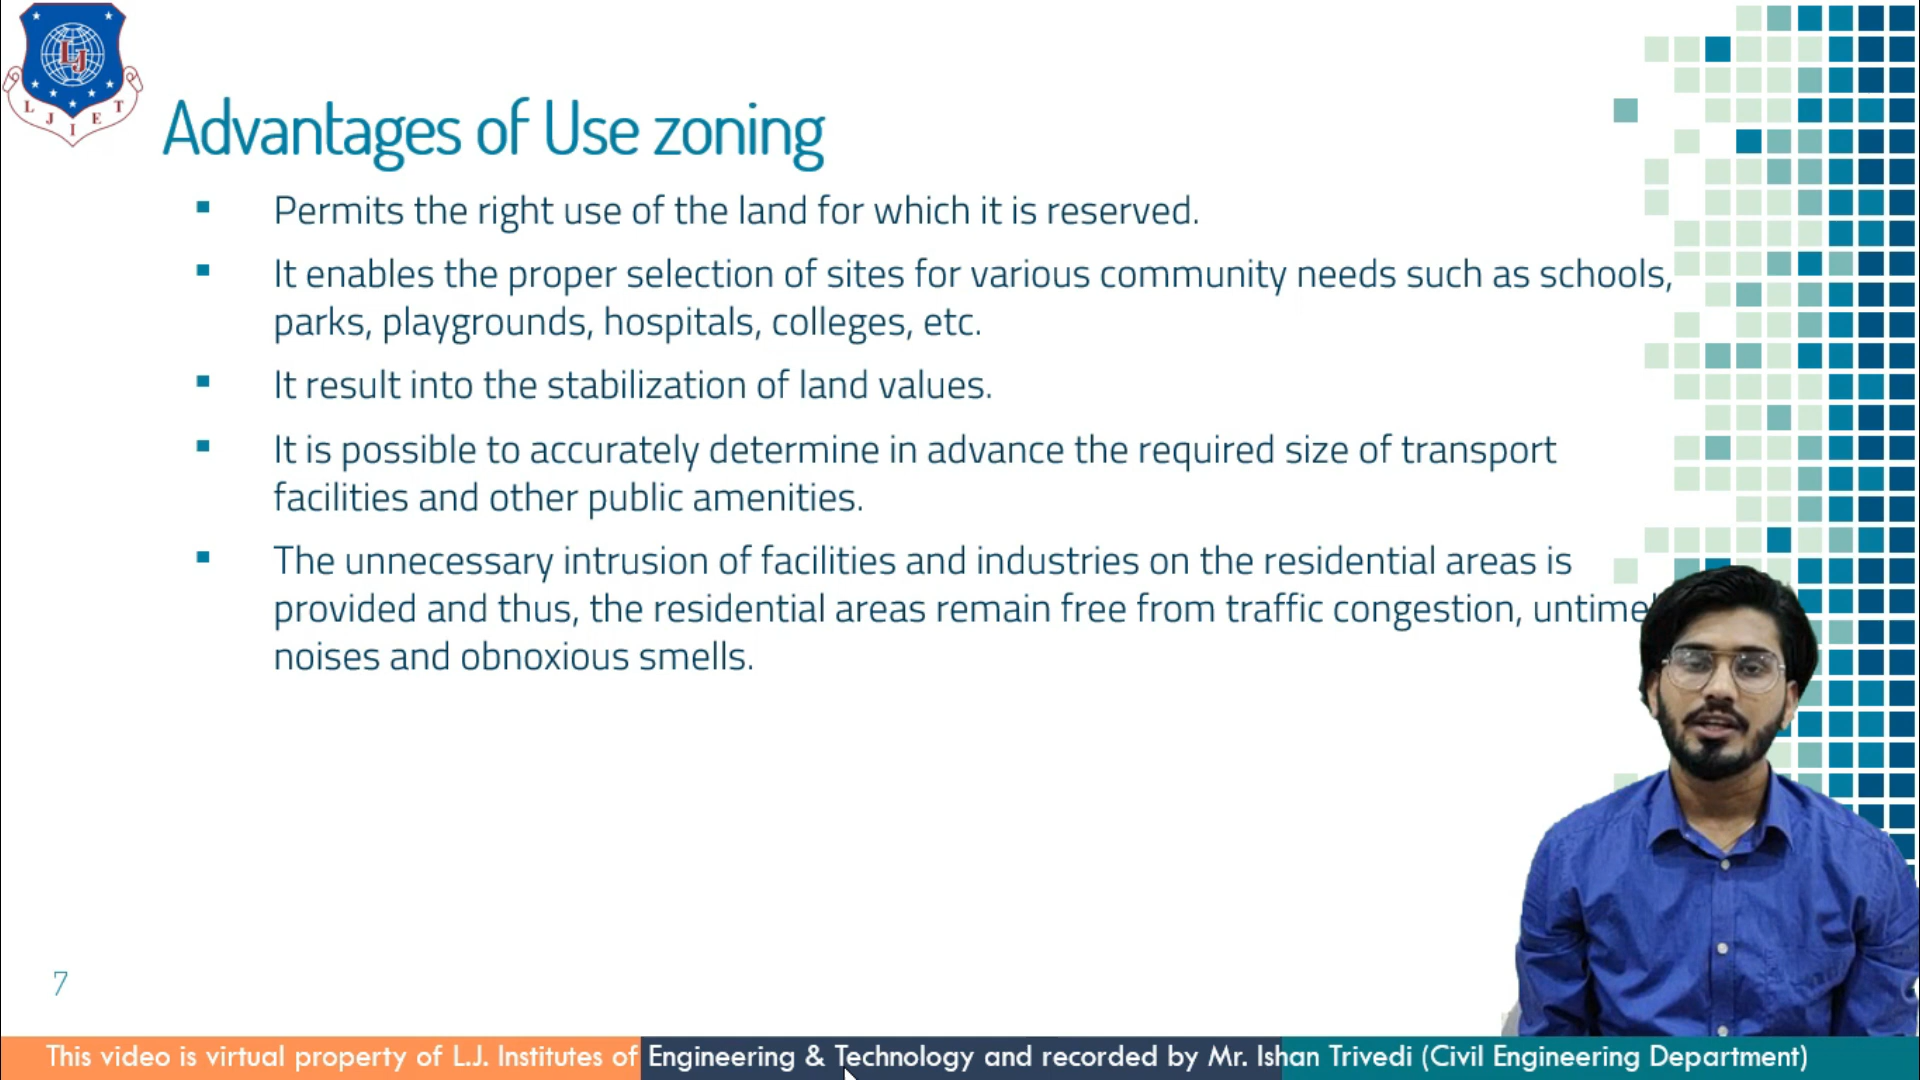 L J I E T
LJ
Advantages of Use zoning
Permits the right use of the land for which it is reserved.
It enables the proper selection of sites for various community needs such as schools,
parks, playgrounds, hospitals, colleges, etc.
It result into the stabilization of land values.
It is possible to accurately determine in advance the required size of transport
facilities and other public amenities.
The unnecessary intrusion of facilities and industries on the residential areas is
provided and thus, the residential areas remain free from traffic congestion,
noises and obnoxious smells.
7
This video is virtual property of L.J. Institutes of Engineering & Technology and recorded by Mr. Ishan Trivedi (Civil Engineering Department)